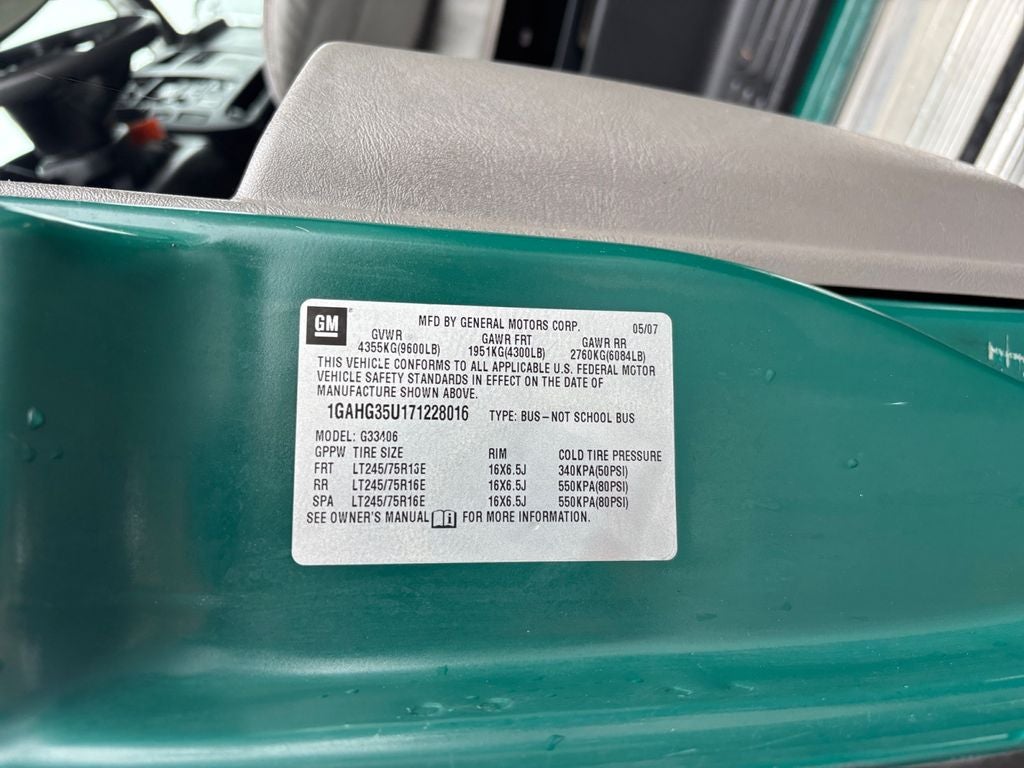 GM MFD BY GENERAL MOTORS CORP. 05/07
GVWR GAWR FRT GAWR RR
4355KG(9600LB) 1951KG(4300LB) 2760KG(6084LB)
THIS VEHICLE CONFORMS TO ALL APPLICABLE U.S. FEDERAL MOTOR
VEHICLE SAFETY STANDARDS IN EFFECT ON THE DATE OF
MANUFACTURE SHOWN ABOVE.
1GAHG35U171228016 TYPE: BUS–NOT SCHOOL BUS
MODEL: G33406
GPPW TIRE SIZE RIM COLD TIRE PRESSURE
FRT LT245/75R16E 16X6.5J 340KPA(50PSI)
RR LT245/75R16E 16X6.5J 550KPA(80PSI)
SPA LT245/75R16E 16X6.5J 550KPA(80PSI)
SEE OWNER'S MANUAL FOR MORE INFORMATION.